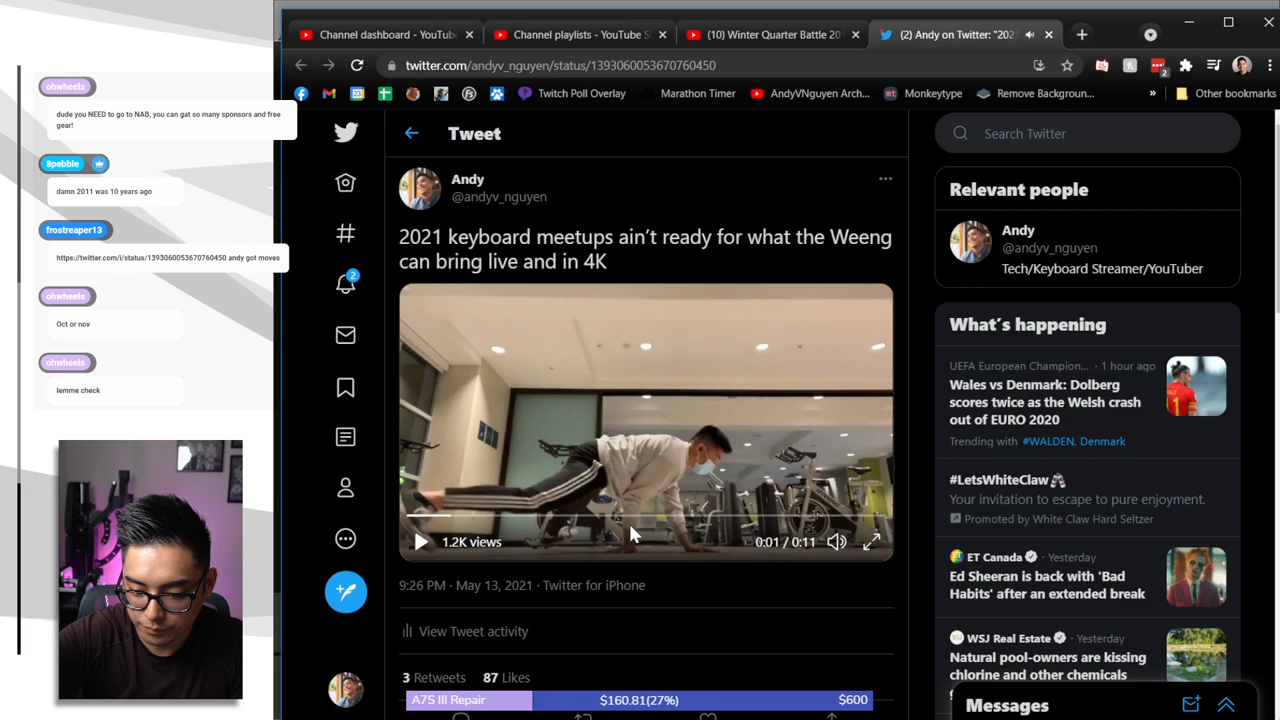 Channel dashboard - YouTub
Channel playlists - YouTube S
(10) Winter Quarter Battle 20
(2) Andy on Twitter: "202
twitter.com/andyv_nguyen/status/1393060053670760450
2
Twitch Poll Overlay
Marathon Timer
AndyVNguyen Arch...
Monkeytype
Remove Backgroun...
»
Other bookmarks
ohwheels
dude you NEED to go to NAB, you can gat so many sponsors and free
gear!
8pebble
damn 2011 was 10 years ago
frostreaper13
https://twitter.com/i/status/1393060053670760450 andy got moves
ohwheels
Oct or nov
ohwheels
lemme check
2
Tweet
Andy
@andyv_nguyen
2021 keyboard meetups ain't ready for what the Weeng
can bring live and in 4K
1.2K views
0:01 / 0:11
9:26 PM · May 13, 2021 · Twitter for iPhone
View Tweet activity
3 Retweets 87 Likes
A7S III Repair $160.81(27%) $600
Search Twitter
Relevant people
Andy
@andyv_nguyen
Tech/Keyboard Streamer/YouTuber
What's happening
UEFA European Champion... · 1 hour ago
Wales vs Denmark: Dolberg
scores twice as the Welsh crash
out of EURO 2020
Trending with #WALDEN, Denmark
#LetsWhiteClaw
Your invitation to escape to pure enjoyment.
Promoted by White Claw Hard Seltzer
ET Canada · Yesterday
Ed Sheeran is back with 'Bad
Habits' after an extended break
WSJ Real Estate · Yesterday
Natural pool-owners are kissing
chlorine and other chemicals
Messages